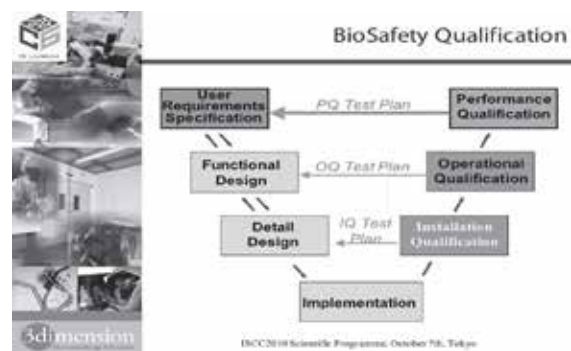 BioSafety Qualification
User
Requirements
Specification
PQ Test Plan
Performance
Qualification
Functional
Design
OQ Test Plan
Operational
Qualification
Detail
Design
IQ Test
Plan
Installation
Qualification
Implementation
3dimension
ISCC2010 Scientific Programme, October 7th, Tokyo